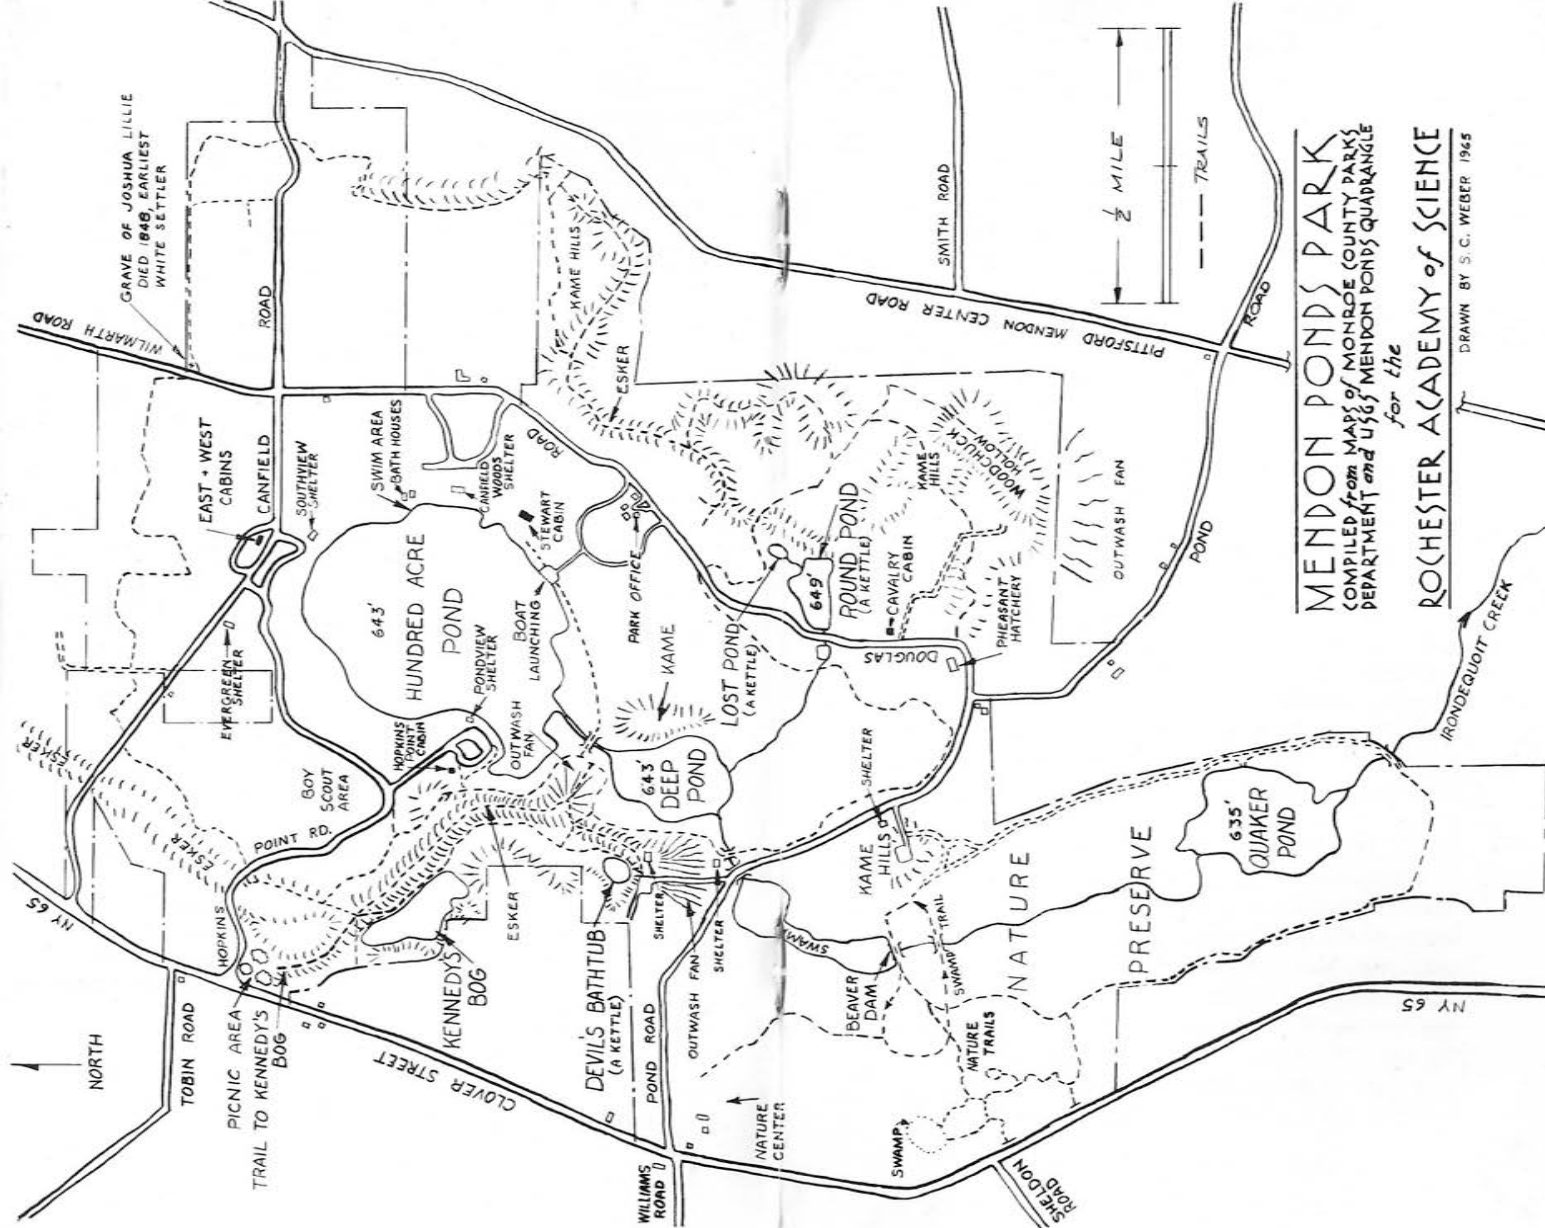 GRAVE OF JOSHUA LILLIE
DIED 1848, EARLIEST
WHITE SETTLER
WILMARTH ROAD
ROAD
EAST + WEST
CABINS
CANFIELD
SOUTHVIEW
SHELTER
SWIM AREA
BATH HOUSES
CANFIELD
WOODS
SHELTER
STEWART
CABIN
ROAD
KAME HILLS
ESKER
643'
HUNDRED ACRE
POND
EVERGREEN
SHELTER
PONDVIEW
SHELTER
BOAT
LAUNCHING
PARK OFFICE
HOPKINS
POINT
CABIN
OUTWASH
FAN
BOY
SCOUT
AREA
ESKER
ESKER
POINT RD.
HOPKINS
NY 65
KAME
643'
DEEP
POND
LOST POND
(A KETTLE)
649'
ROUND POND
(A KETTLE)
CAVALRY
CABIN
KAME
HILLS
WOODCHUCK
HOLLOW
OUTWASH FAN
PHEASANT
HATCHERY
DOUGLAS
SMITH ROAD
PITTSFORD MENDON CENTER ROAD
ROAD
POND
½ MILE
TRAILS
SHELTER
KAME
HILLS
ESKER
KENNEDYS
BOG
DEVIL'S BATHTUB
(A KETTLE)
SHELTER
OUTWASH FAN
SHELTER
POND ROAD
SWAMP
BEAVER
DAM
SWAMP TRAIL
NATURE
PRESERVE
635'
QUAKER
POND
IRONDEQUOIT CREEK
NATURE
TRAILS
SWAMP
NATURE
CENTER
NY 65
SHELDON
ROAD
WILLIAMS
ROAD
CLOVER STREET
NORTH
TOBIN ROAD
PICNIC AREA
TRAIL TO KENNEDY'S
BOG
MENDON PONDS PARK
COMPILED from MAPS of MONROE COUNTY PARKS
DEPARTMENT and USGS MENDON PONDS QUADRANGLE
for the
ROCHESTER ACADEMY of SCIENCE
DRAWN BY S. C. WEBER 1965